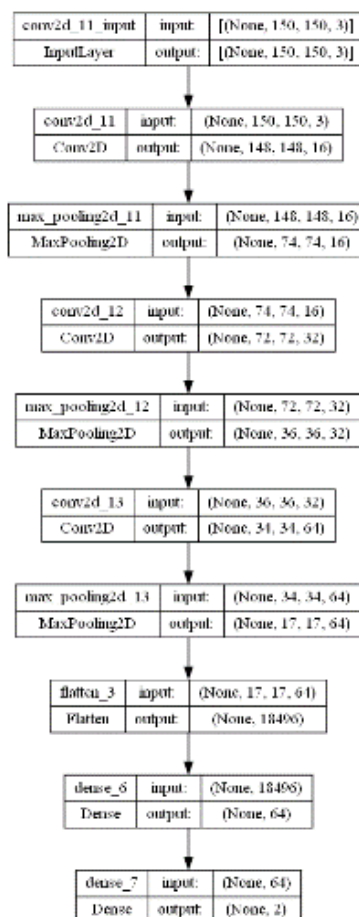 conv2d_11_input input: [(None, 150, 150, 3)]
InputLayer output: [(None, 150, 150, 3)]
conv2d_11 input: (None, 150, 150, 3)
Conv2D output: (None, 148, 148, 16)
max_pooling2d_11 input: (None, 148, 148, 16)
MaxPooling2D output: (None, 74, 74, 16)
conv2d_12 input: (None, 74, 74, 16)
Conv2D output: (None, 72, 72, 32)
max_pooling2d_12 input: (None, 72, 72, 32)
MaxPooling2D output: (None, 36, 36, 32)
conv2d_13 input: (None, 36, 36, 32)
Conv2D output: (None, 34, 34, 64)
max_pooling2d_13 input: (None, 34, 34, 64)
MaxPooling2D output: (None, 17, 17, 64)
flatten_3 input: (None, 17, 17, 64)
Flatten output: (None, 18496)
dense_6 input: (None, 18496)
Dense output: (None, 64)
dense_7 input: (None, 64)
Dense output: (None, 2)